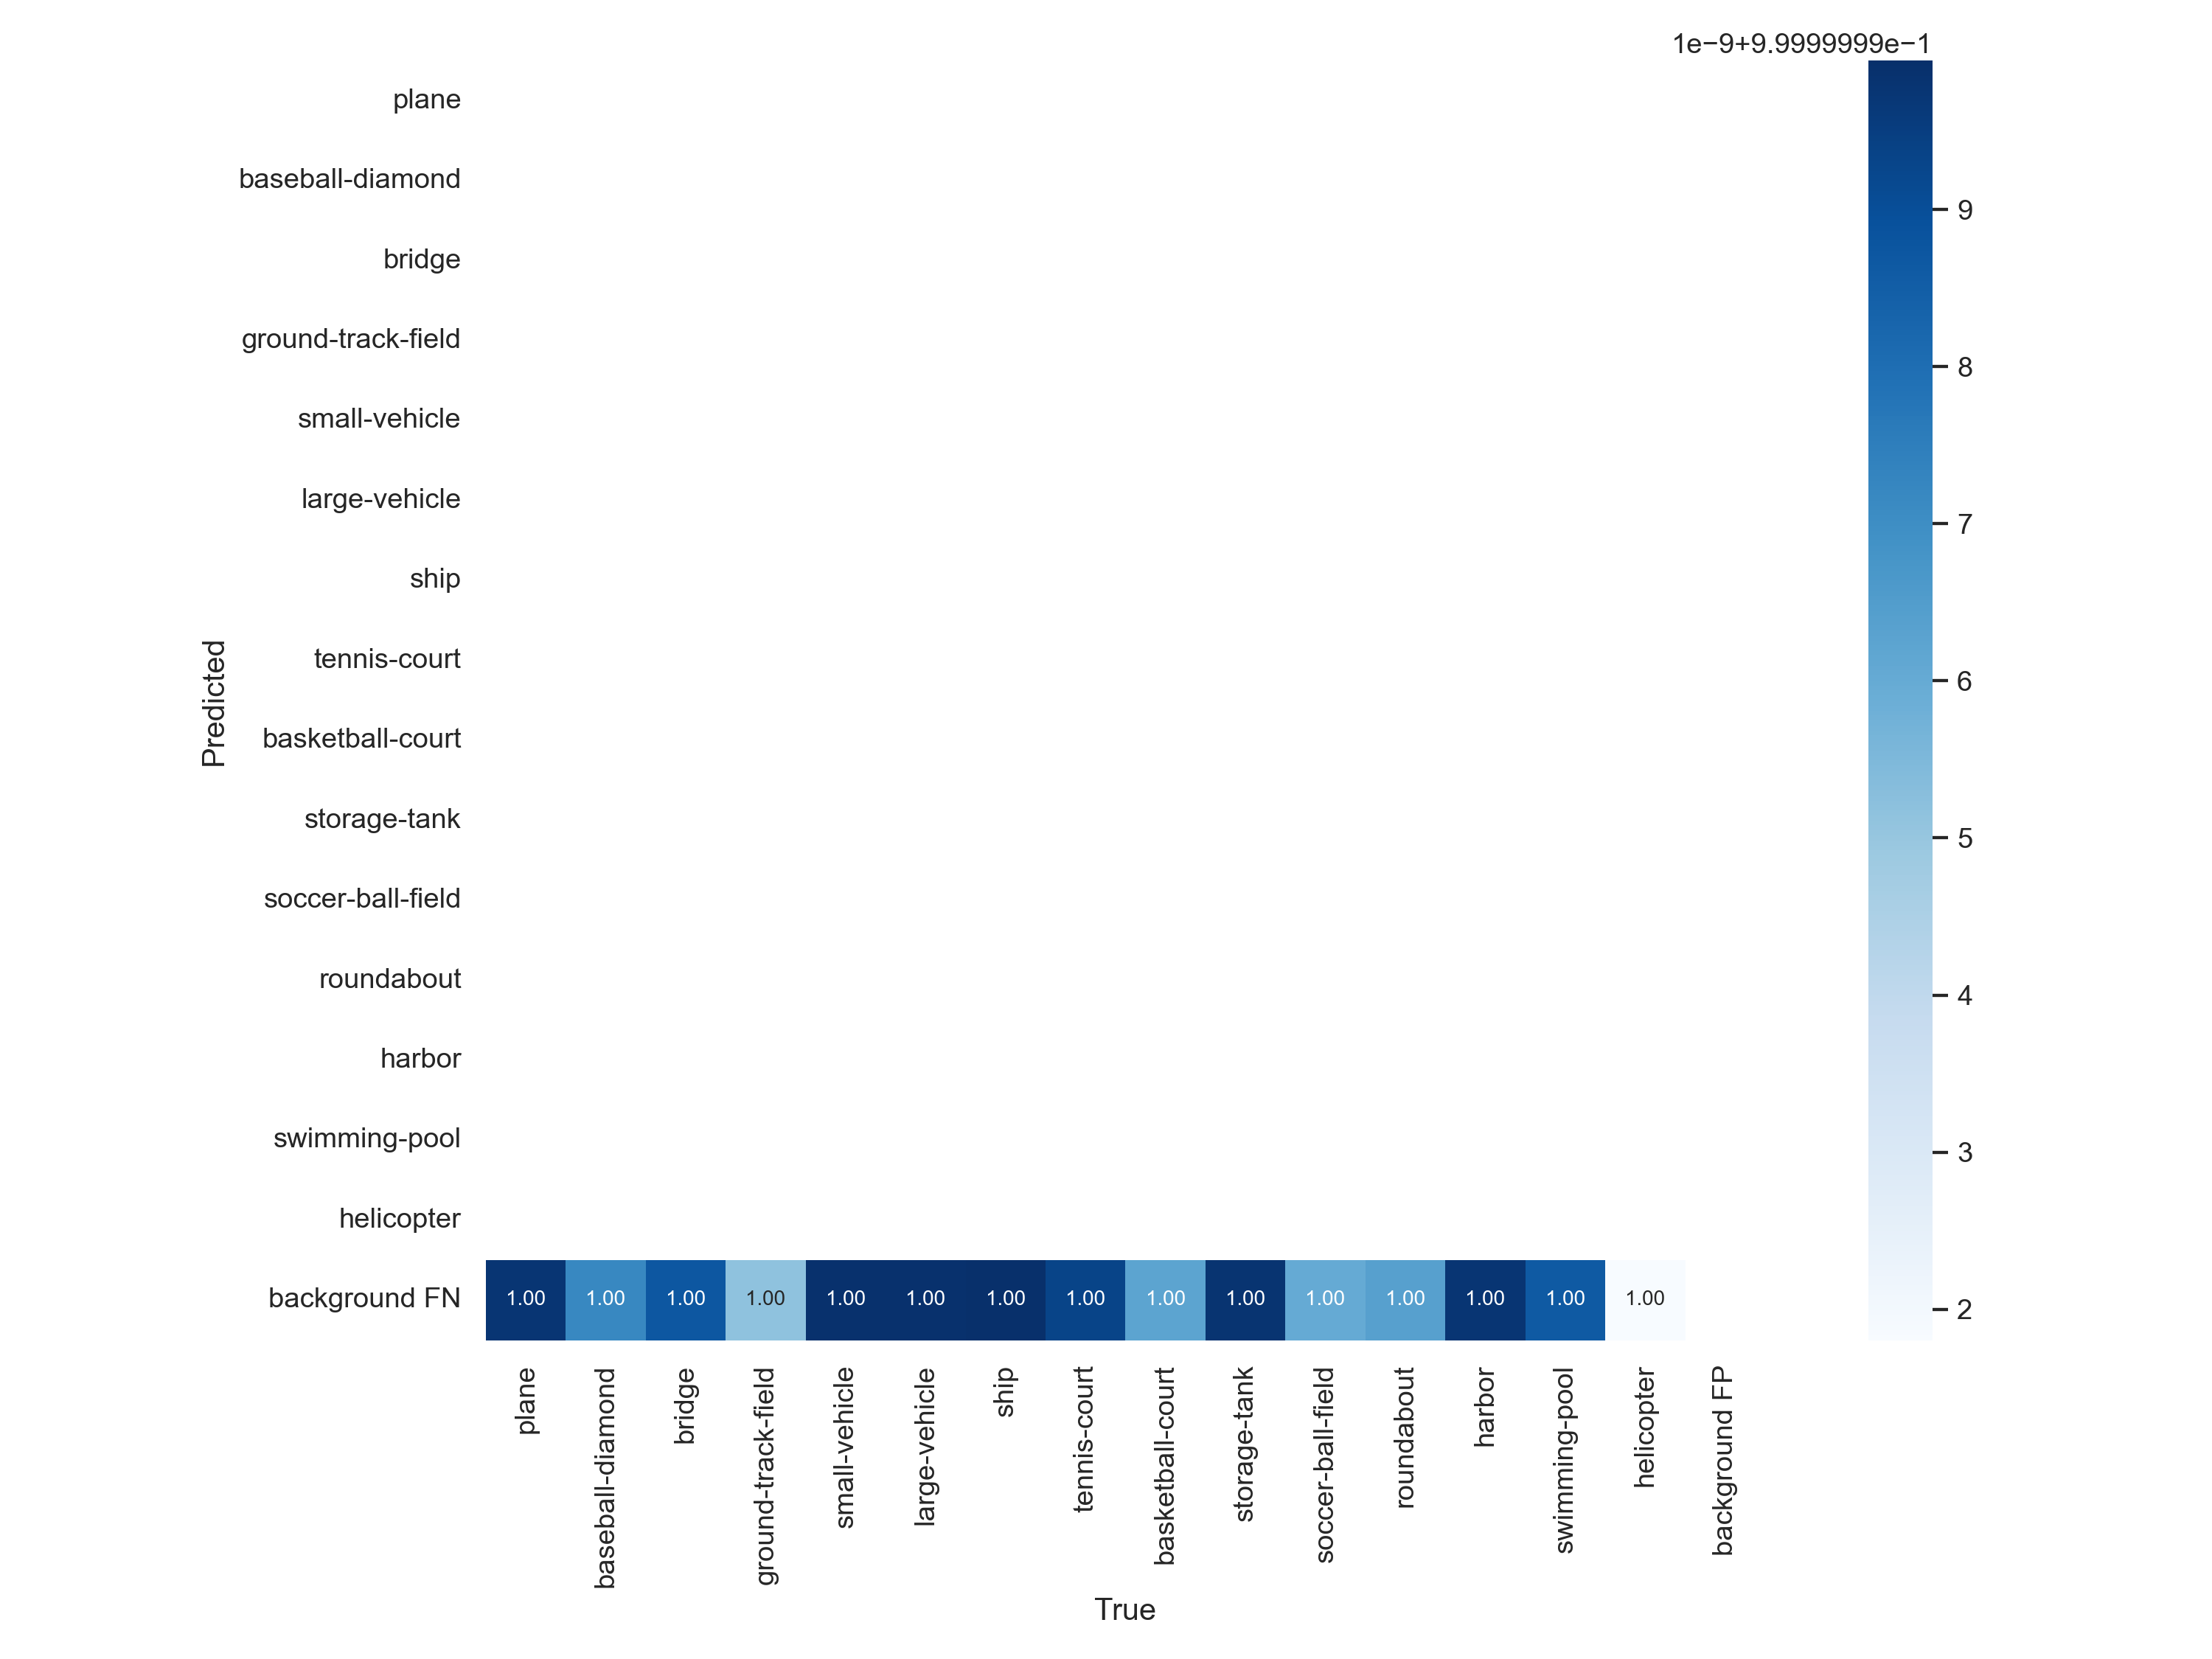 1e−9+9.9999999e−1
plane
baseball-diamond
bridge
ground-track-field
small-vehicle
large-vehicle
ship
tennis-court
basketball-court
storage-tank
soccer-ball-field
roundabout
harbor
swimming-pool
helicopter
background FN
Predicted
1.00 1.00 1.00 1.00 1.00 1.00 1.00 1.00 1.00 1.00 1.00 1.00 1.00 1.00 1.00
plane
baseball-diamond
bridge
ground-track-field
small-vehicle
large-vehicle
ship
tennis-court
basketball-court
storage-tank
soccer-ball-field
roundabout
harbor
swimming-pool
helicopter
background FP
True
9
8
7
6
5
4
3
2